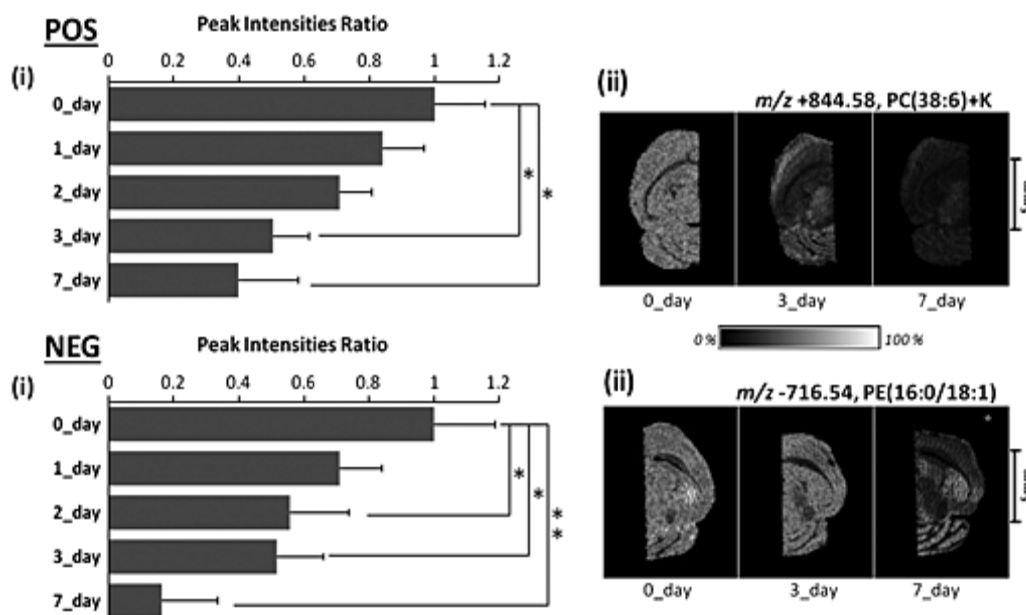 POS
Peak Intensities Ratio
(i)
0 0.2 0.4 0.6 0.8 1 1.2
0_day
1_day
2_day
3_day
7_day
*
*
(ii)
m/z +844.58, PC(38:6)+K
0_day 3_day 7_day
0 % 100 %
NEG
Peak Intensities Ratio
(i)
0 0.2 0.4 0.6 0.8 1 1.2
0_day
1_day
2_day
3_day
7_day
*
*
*
*
(ii)
m/z -716.54, PE(16:0/18:1)
0_day 3_day 7_day